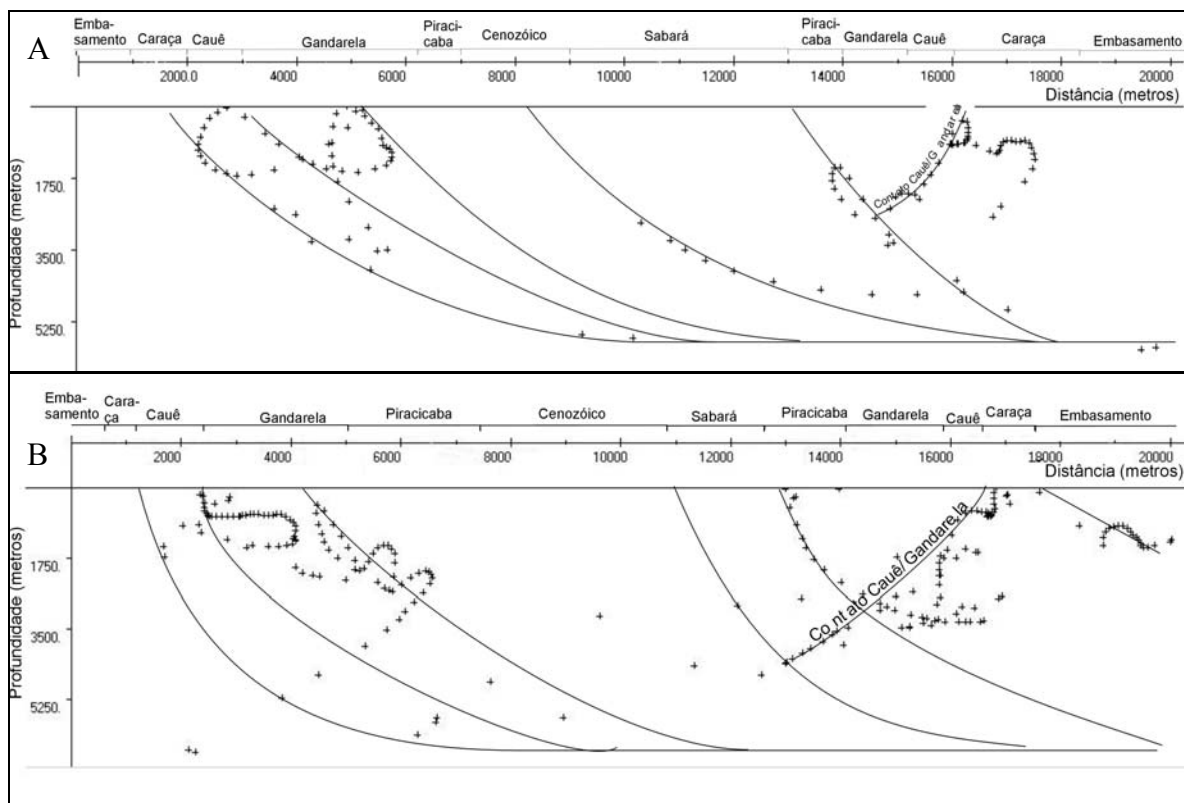 A
Emba-
samento Caraça Cauê Gandarela Piraci-
caba Cenozóico Sabará Piraci-
caba Gandarela Cauê Caraça Embasamento
2000.0 4000 6000 8000 10000 12000 14000 16000 18000 20000
Distância (metros)
Profundidade (metros)
1750.
3500.
5250.
Contato Cauê/Gandarela
B
Emba-
samento Cara-
ça Cauê Gandarela Piracicaba Cenozóico Sabará Piracicaba Gandarela Cauê Caraça Embasamento
2000 4000 6000 8000 10000 12000 14000 16000 18000 20000
Distância (metros)
Profundidade (metros)
1750.
3500.
5250.
Contato Cauê/Gandarela